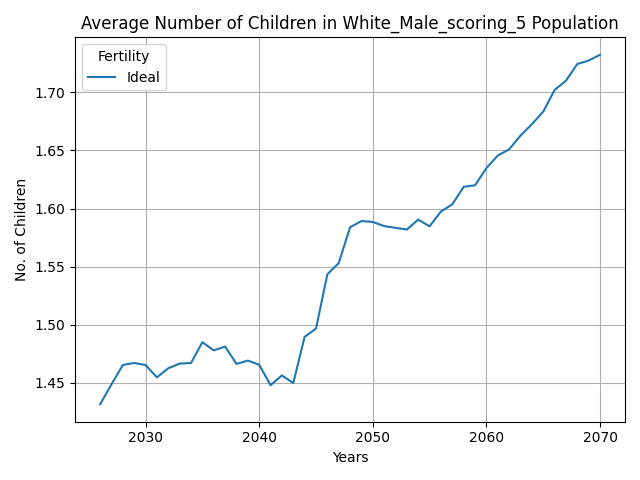 Average Number of Children in White_Male_scoring_5 Population
Fertility
Ideal
No. of Children
1.70
1.65
1.60
1.55
1.50
1.45
2030 2040 2050 2060 2070
Years